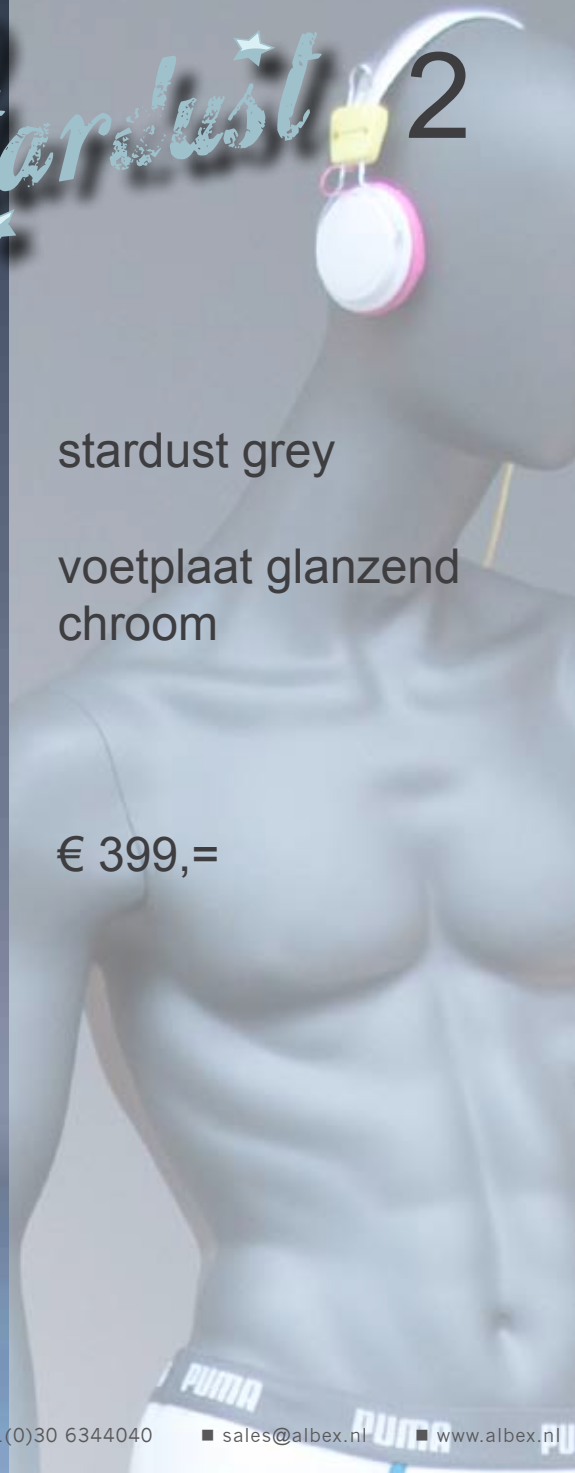 ardust 2
stardust grey
voetplaat glanzend
chroom
€ 399,=
PUMA PUMA PU
(0)30 6344040 ■ sales@albex.nl ■ www.albex.nl